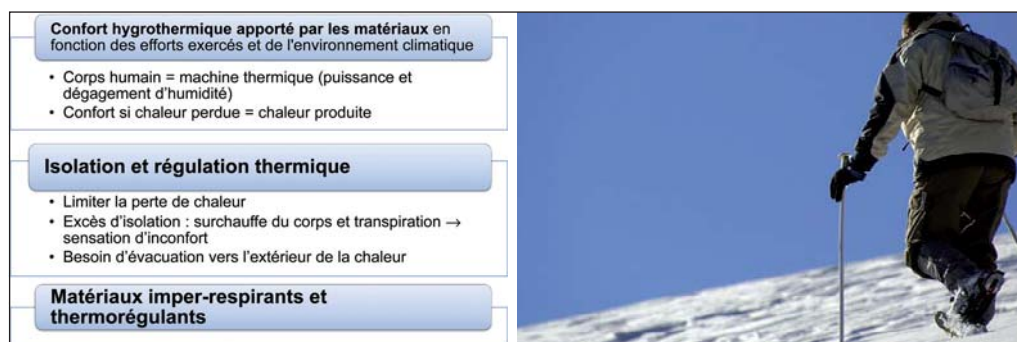 Confort hygrothermique apporté par les matériaux en
fonction des efforts exercés et de l'environnement climatique
• Corps humain = machine thermique (puissance et
dégagement d'humidité)
• Confort si chaleur perdue = chaleur produite
Isolation et régulation thermique
• Limiter la perte de chaleur
• Excès d'isolation : surchauffe du corps et transpiration →
sensation d'inconfort
• Besoin d'évacuation vers l'extérieur de la chaleur
Matériaux imper-respirants et
thermorégulants